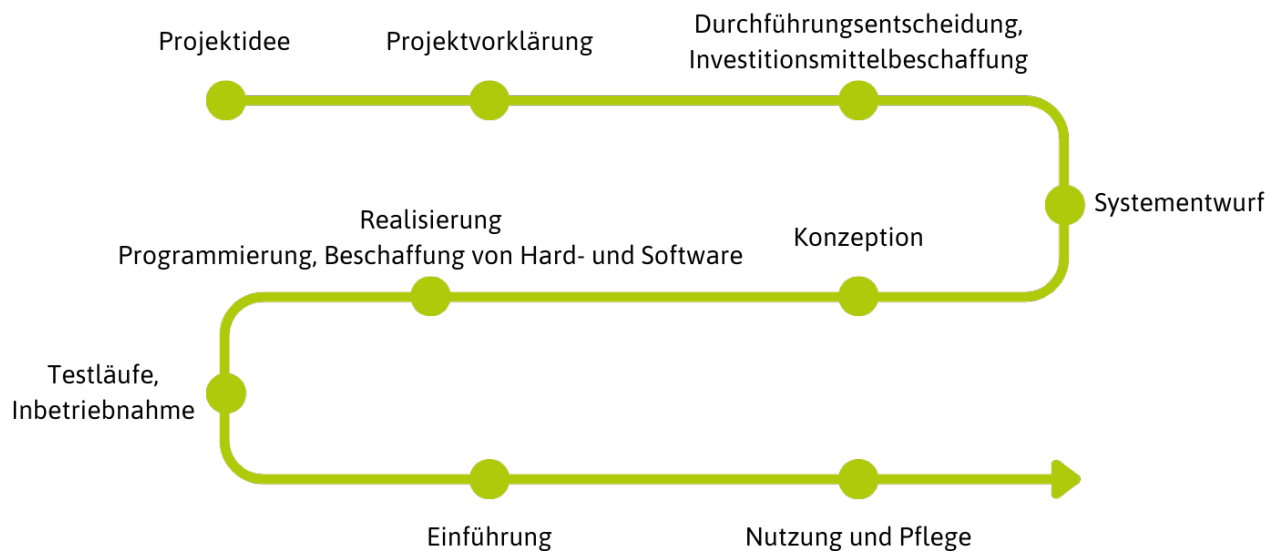 Projektidee
Projektvorklärung
Durchführungsentscheidung,
Investitionsmittelbeschaffung
Systementwurf
Konzeption
Realisierung
Programmierung, Beschaffung von Hard- und Software
Testläufe,
Inbetriebnahme
Einführung
Nutzung und Pflege